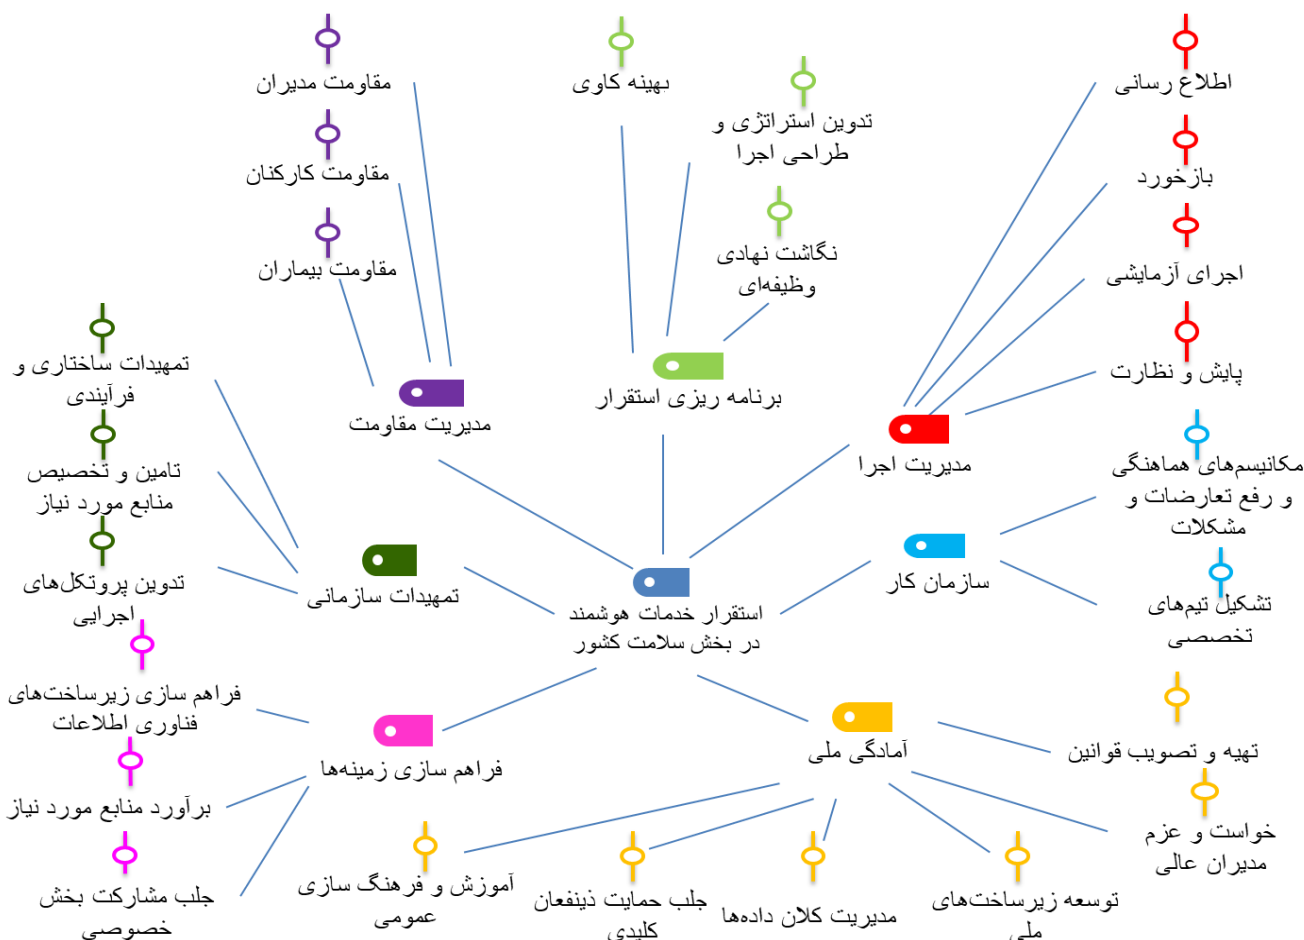 اطلاع رسانی
بازخورد
اجرای آزمایشی
پایش و نظارت
مدیریت اجرا
بهینه کاوی
تدوین استراتژی و
طراحی اجرا
نگاشت نهادی
وظیفه‌ای
برنامه ریزی استقرار
مقاومت مدیران
مقاومت کارکنان
مقاومت بیماران
مدیریت مقاومت
مکانیسم‌های هماهنگی
و رفع تعارضات و
مشکلات
تشکیل تیم‌های
تخصصی
سازمان کار
استقرار خدمات هوشمند
در بخش سلامت کشور
تمهیدات ساختاری و
فرآیندی
تامین و تخصیص
منابع مورد نیاز
تدوین پروتکل‌های
اجرایی
تمهیدات سازمانی
تهیه و تصویب قوانین
خواست و عزم
مدیران عالی
توسعه زیرساخت‌های
ملی
مدیریت کلان داده‌ها
جلب حمایت ذینفعان
کلیدی
آموزش و فرهنگ سازی
عمومی
آمادگی ملی
فراهم سازی زیرساخت‌های
فناوری اطلاعات
برآورد منابع مورد نیاز
جلب مشارکت بخش
خصوصی
فراهم سازی زمینه‌ها